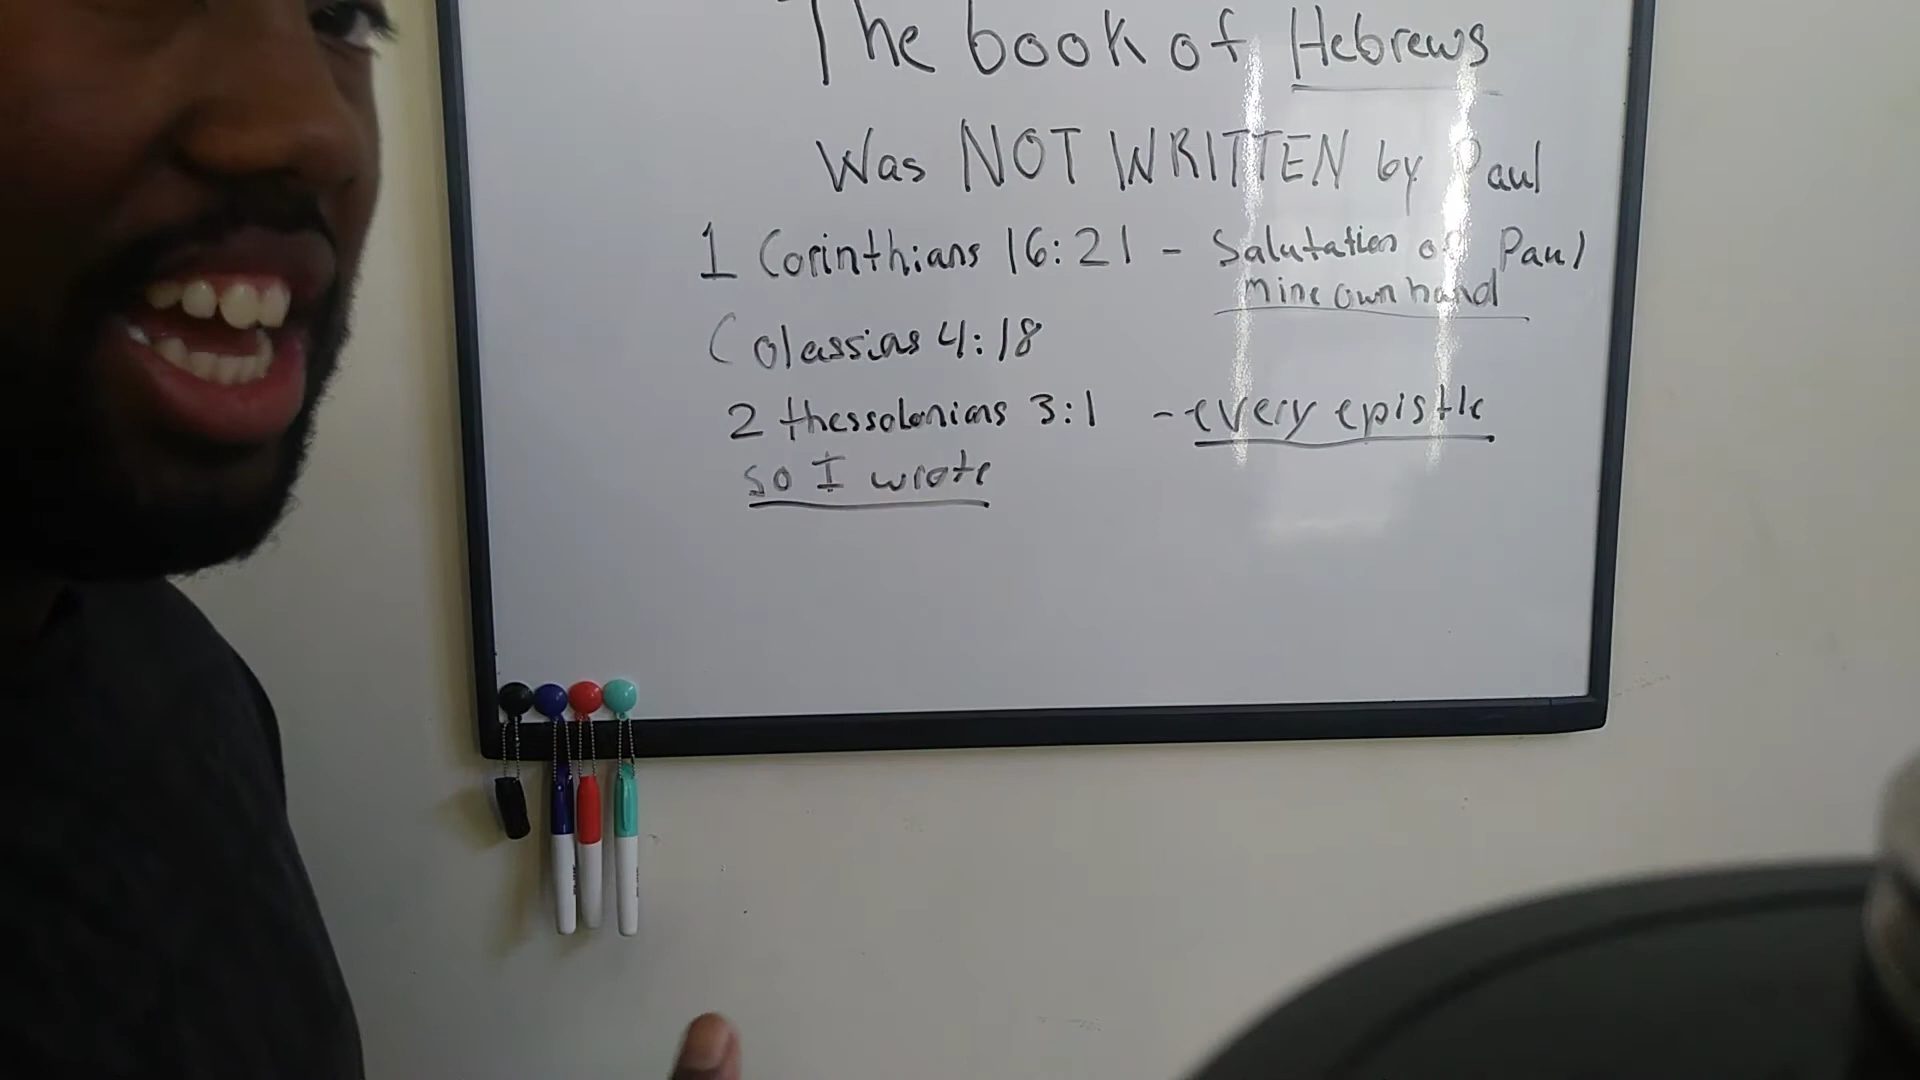 The book of Hebrews
Was NOT WRITTEN by Paul
1 Corinthians 16:21 - Salutation of Paul
mine own hand
Colassias 4:18
2 thessolonians 3:1 - every epistle
so I wrote